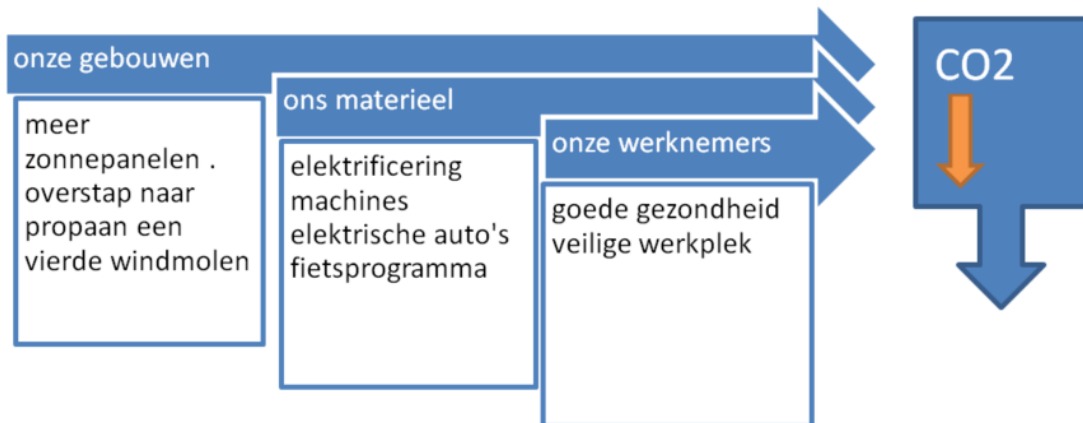 onze gebouwen
meer
zonnepanelen .
overstap naar
propaan een
vierde windmolen
ons materieel
elektrificering
machines
elektrische auto's
fietsprogramma
onze werknemers
goede gezondheid
veilige werkplek
CO2